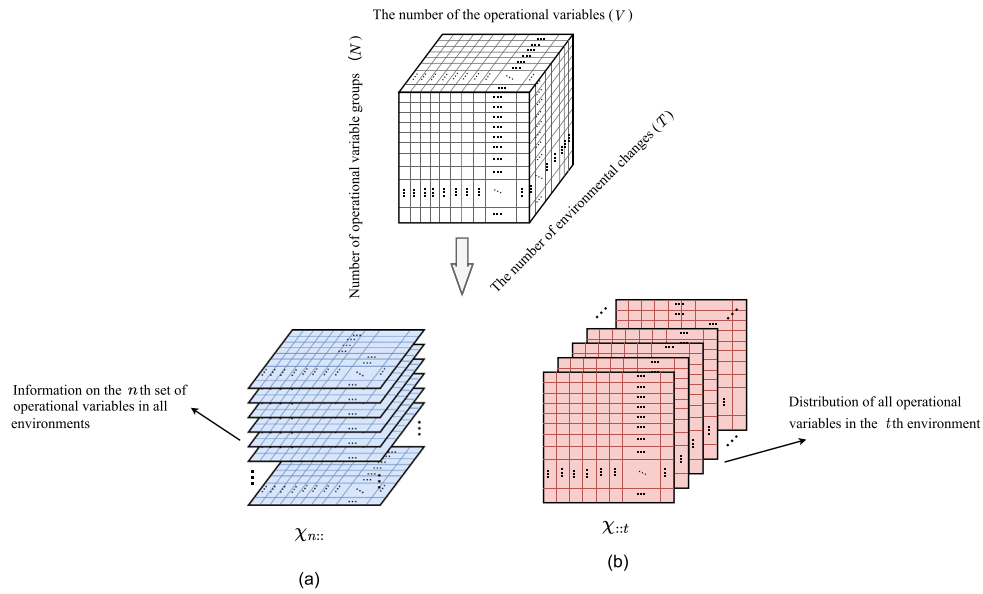 The number of the operational variables (V)
Number of operational variable groups (N)
The number of environmental changes (T)
Information on the nth set of
operational variables in all
environments
Distribution of all operational
variables in the tth environment
χn::
χ::t
(a)
(b)